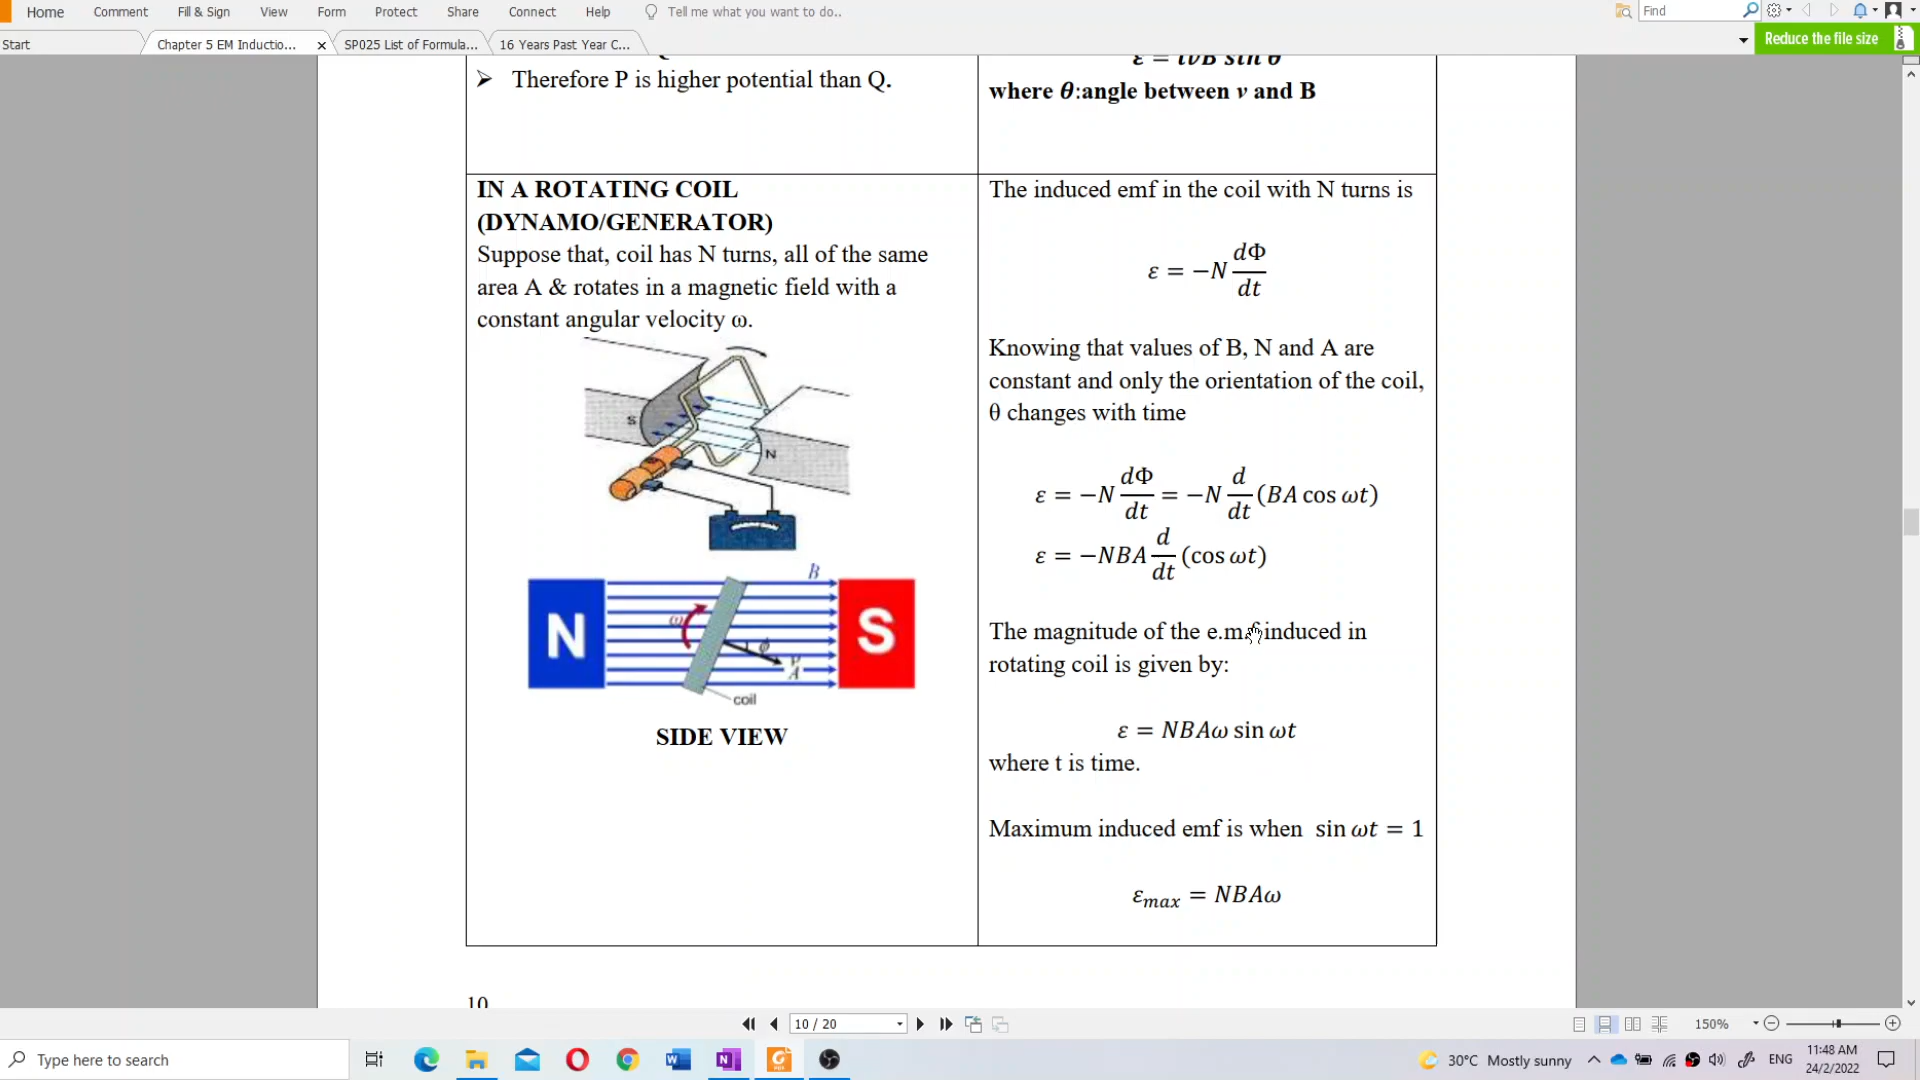 Home Comment Fill & Sign View Form Protect Share Connect Help Tell me what you want to do.. Find
Start Chapter 5 EM Inductio... × SP025 List of Formula... 16 Years Past Year C... Reduce the file size
➢ Therefore P is higher potential than Q.
ε = lvB sin θ
where θ:angle between v and B
IN A ROTATING COIL
(DYNAMO/GENERATOR)
Suppose that, coil has N turns, all of the same
area A & rotates in a magnetic field with a
constant angular velocity ω.
S
N
B
N
ω
ϕ
S
A
coil
SIDE VIEW
The induced emf in the coil with N turns is
ε = −N dΦ/dt
Knowing that values of B, N and A are
constant and only the orientation of the coil,
θ changes with time
ε = −N dΦ/dt = −N d/dt (BA cos ωt)
ε = −NBA d/dt (cos ωt)
The magnitude of the e.m.f induced in
rotating coil is given by:
ε = NBAω sin ωt
where t is time.
Maximum induced emf is when sin ωt = 1
εmax = NBAω
10
10 / 20 150%
Type here to search 30°C Mostly sunny ENG 11:48 AM
24/2/2022